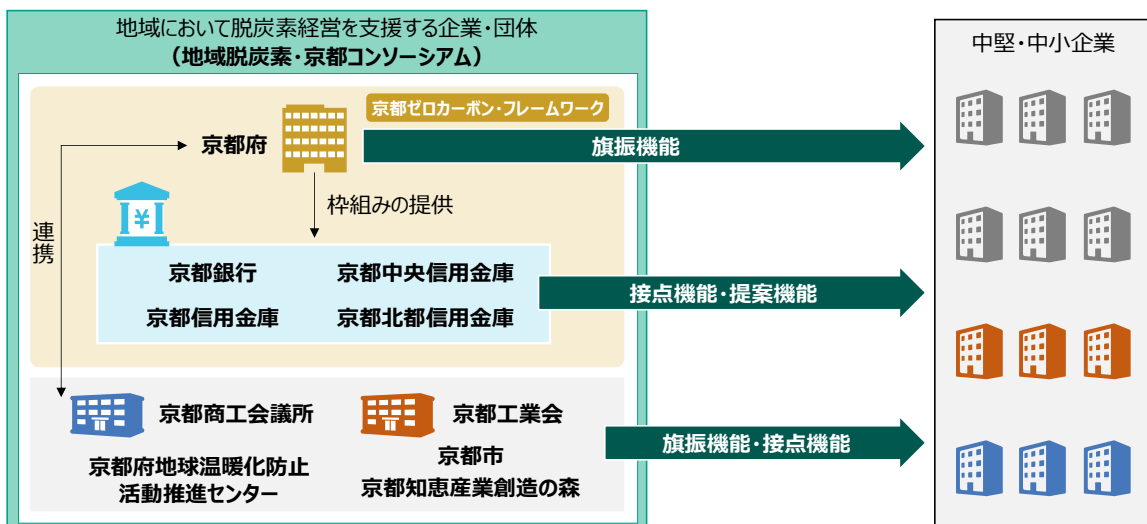 地域において脱炭素経営を支援する企業・団体
（地域脱炭素・京都コンソーシアム）
京都ゼロカーボン・フレームワーク
京都府
旗振機能
枠組みの提供
連携
¥
京都銀行
京都中央信用金庫
京都信用金庫
京都北都信用金庫
接点機能・提案機能
京都商工会議所
京都工業会
京都府地球温暖化防止
活動推進センター
京都市
京都知恵産業創造の森
旗振機能・接点機能
中堅・中小企業